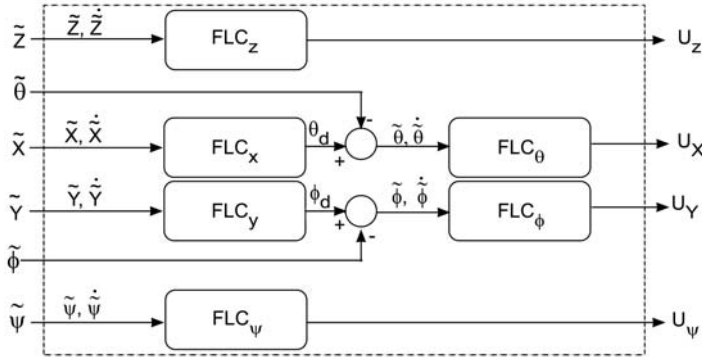 Z̃ Z̃, Z̃̇ FLC_z U_z
θ̃ -
X̃ X̃, X̃̇ FLC_x θ_d + θ̃, θ̃̇ FLC_θ U_X
Ỹ Ỹ, Ỹ̇ FLC_y ϕ_d + - ϕ̃, ϕ̃̇ FLC_ϕ U_Y
ϕ̃
ψ̃ ψ̃, ψ̃̇ FLC_ψ U_ψ